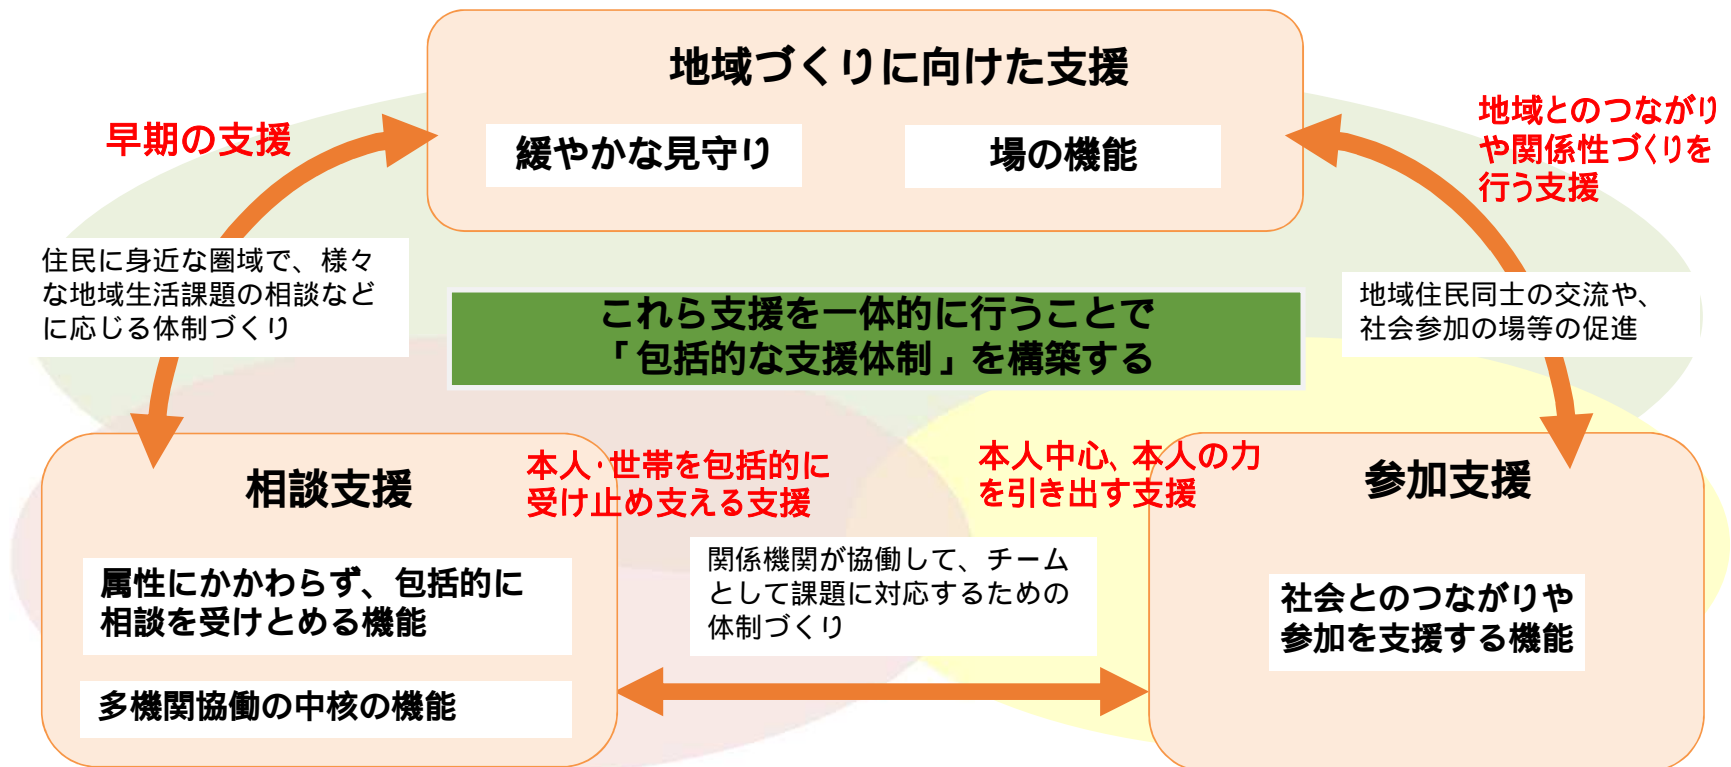 地域づくりに向けた支援
緩やかな見守り
場の機能
早期の支援
地域とのつながり
や関係性づくりを
行う支援
住民に身近な圏域で、様々
な地域生活課題の相談など
に応じる体制づくり
地域住民同士の交流や、
社会参加の場等の促進
これら支援を一体的に行うことで
「包括的な支援体制」を構築する
相談支援
本人・世帯を包括的に
受け止め支える支援
本人中心、本人の力
を引き出す支援
参加支援
属性にかかわらず、包括的に
相談を受けとめる機能
多機関協働の中核の機能
関係機関が協働して、チーム
として課題に対応するための
体制づくり
社会とのつながりや
参加を支援する機能